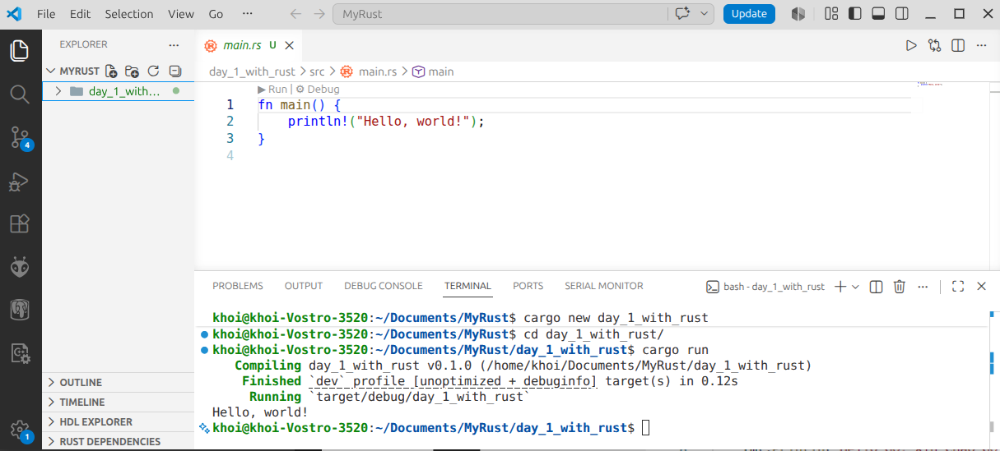 File Edit Selection View Go ··· MyRust Update
EXPLORER ···
MYRUST
day_1_with...
OUTLINE
TIMELINE
HDL EXPLORER
RUST DEPENDENCIES
4
1
main.rs U
day_1_with_rust > src > main.rs > main
Run | Debug
1 fn main() {
2 println!("Hello, world!");
3 }
4
PROBLEMS OUTPUT DEBUG CONSOLE TERMINAL PORTS SERIAL MONITOR bash - day_1_with_rust ···
khoi@khoi-Vostro-3520:~/Documents/MyRust$ cargo new day_1_with_rust
khoi@khoi-Vostro-3520:~/Documents/MyRust$ cd day_1_with_rust/
khoi@khoi-Vostro-3520:~/Documents/MyRust/day_1_with_rust$ cargo run
Compiling day_1_with_rust v0.1.0 (/home/khoi/Documents/MyRust/day_1_with_rust)
Finished `dev` profile [unoptimized + debuginfo] target(s) in 0.12s
Running `target/debug/day_1_with_rust`
Hello, world!
khoi@khoi-Vostro-3520:~/Documents/MyRust/day_1_with_rust$